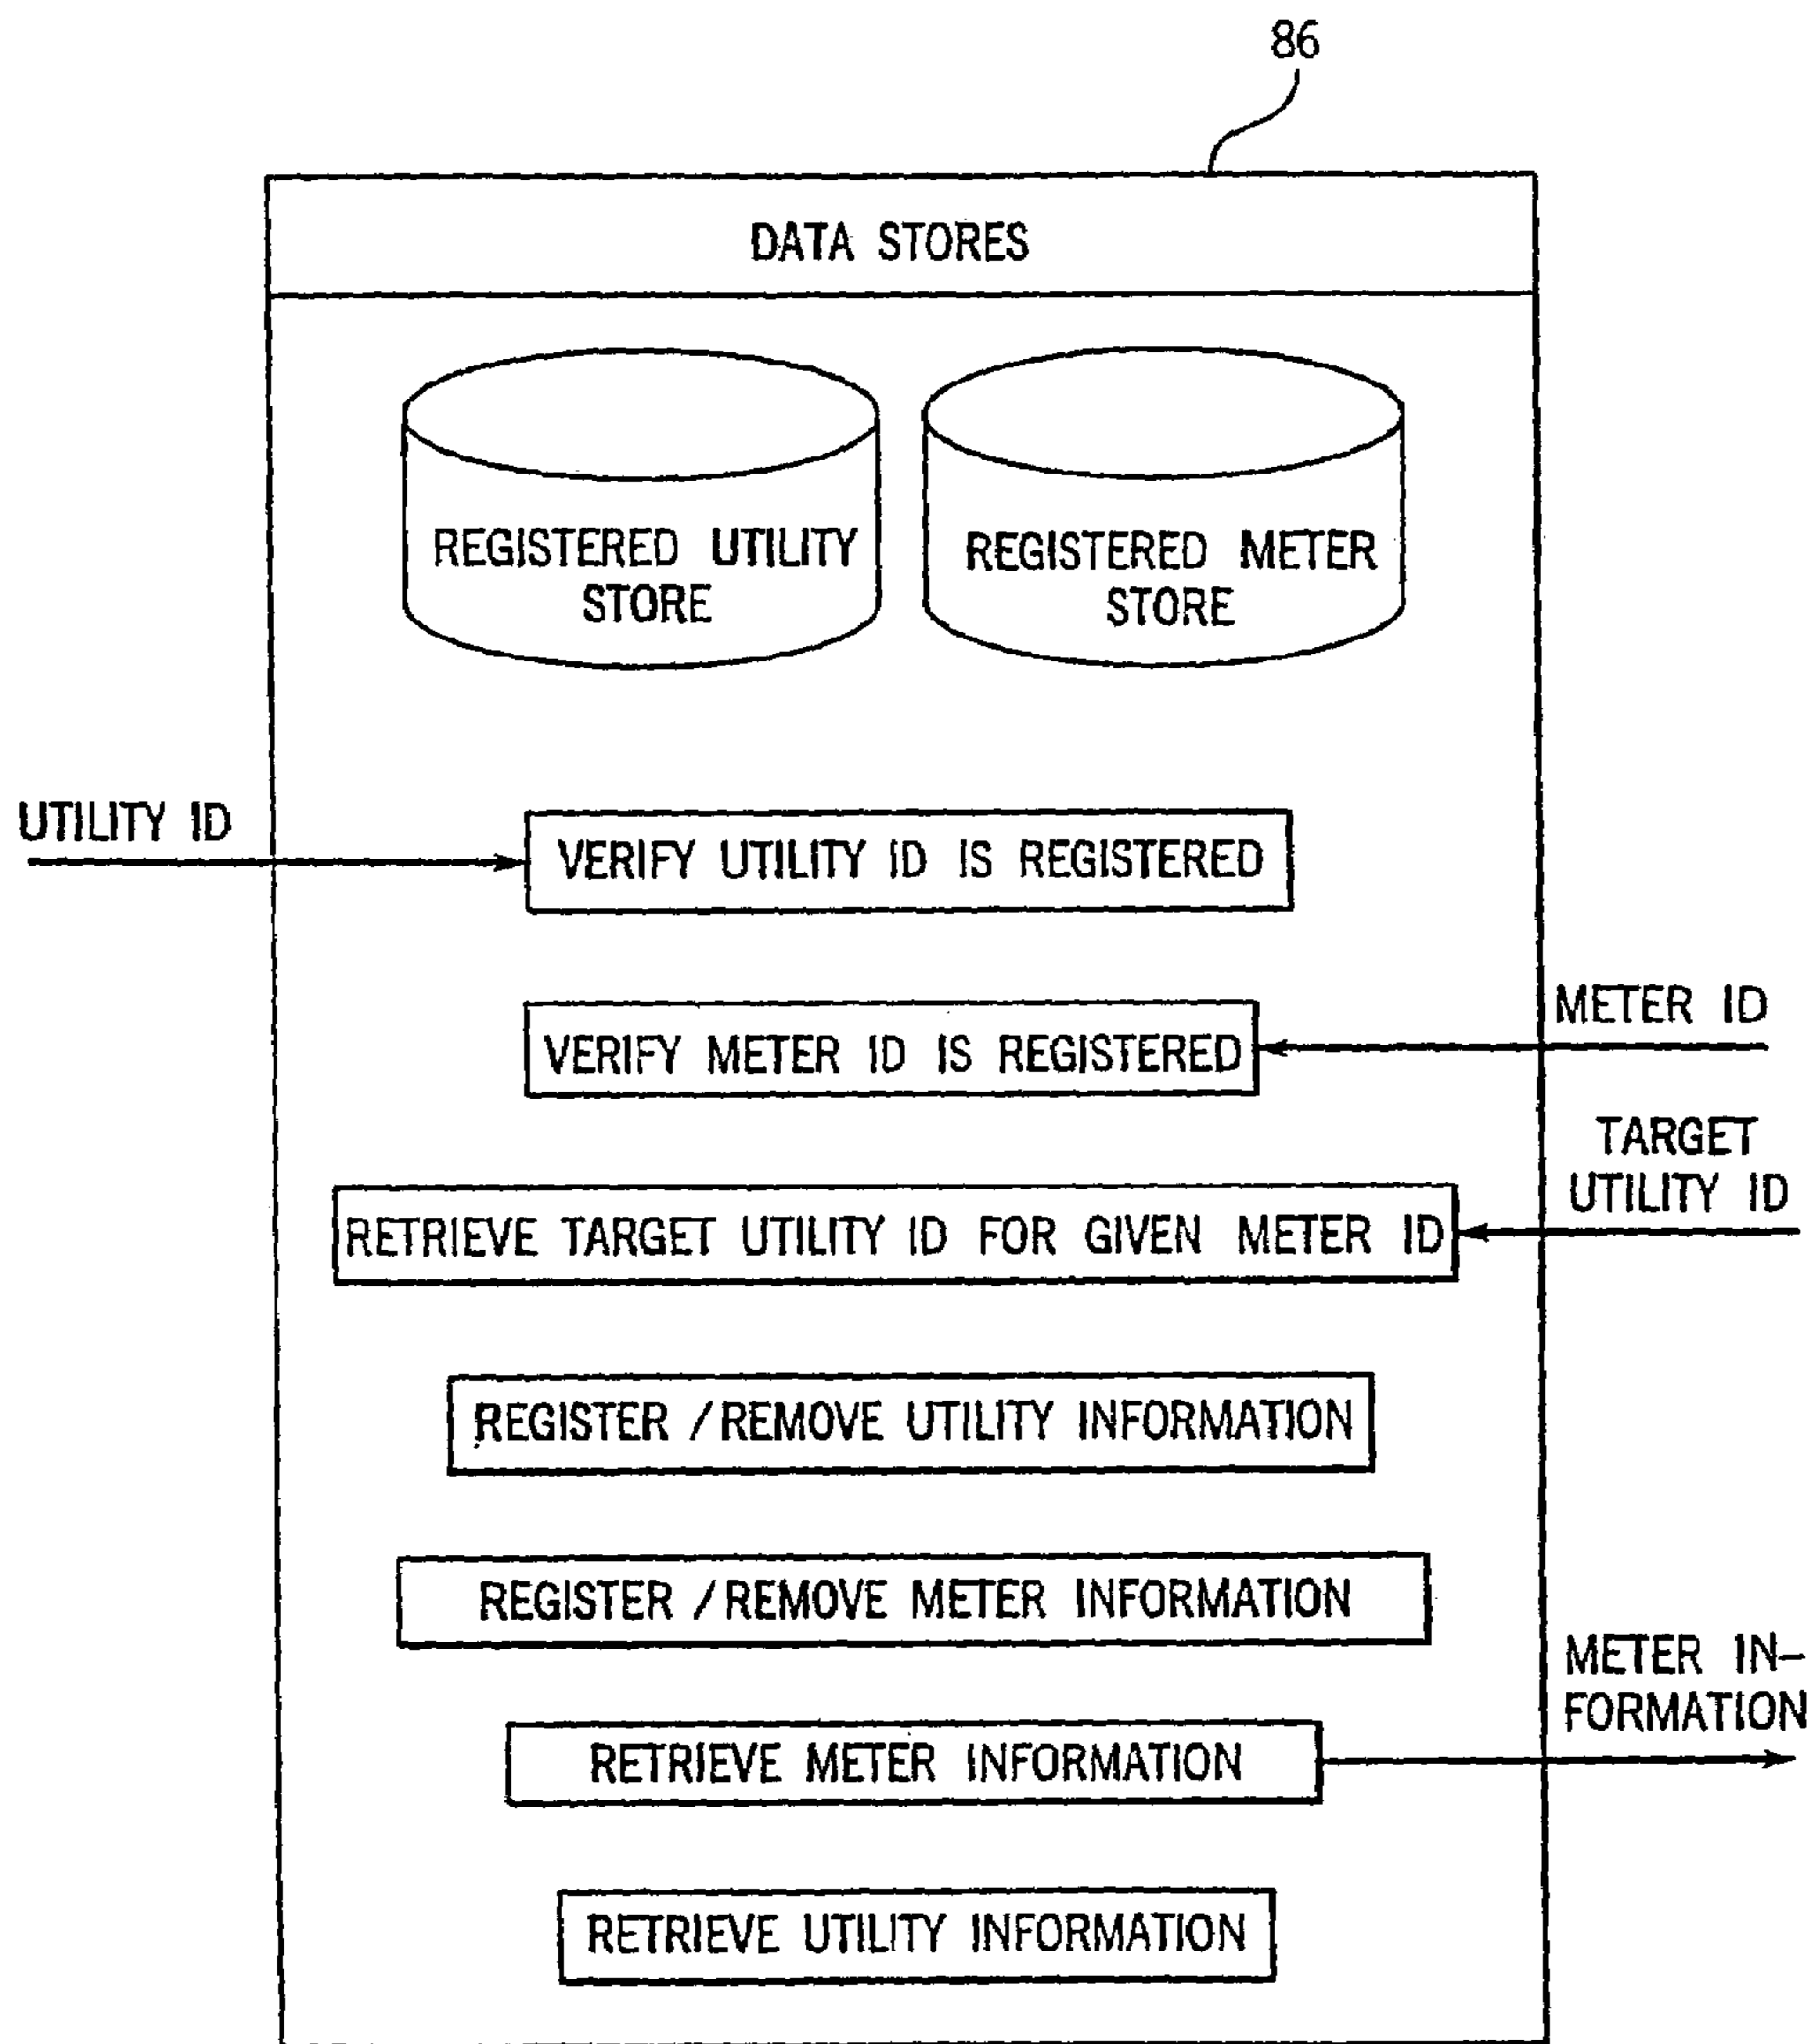 86
DATA STORES
REGISTERED UTILITY
STORE
REGISTERED METER
STORE
UTILITY ID
VERIFY UTILITY ID IS REGISTERED
METER ID
VERIFY METER ID IS REGISTERED
TARGET
UTILITY ID
RETRIEVE TARGET UTILITY ID FOR GIVEN METER ID
REGISTER /REMOVE UTILITY INFORMATION
REGISTER /REMOVE METER INFORMATION
METER IN-
FORMATION
RETRIEVE METER INFORMATION
RETRIEVE UTILITY INFORMATION